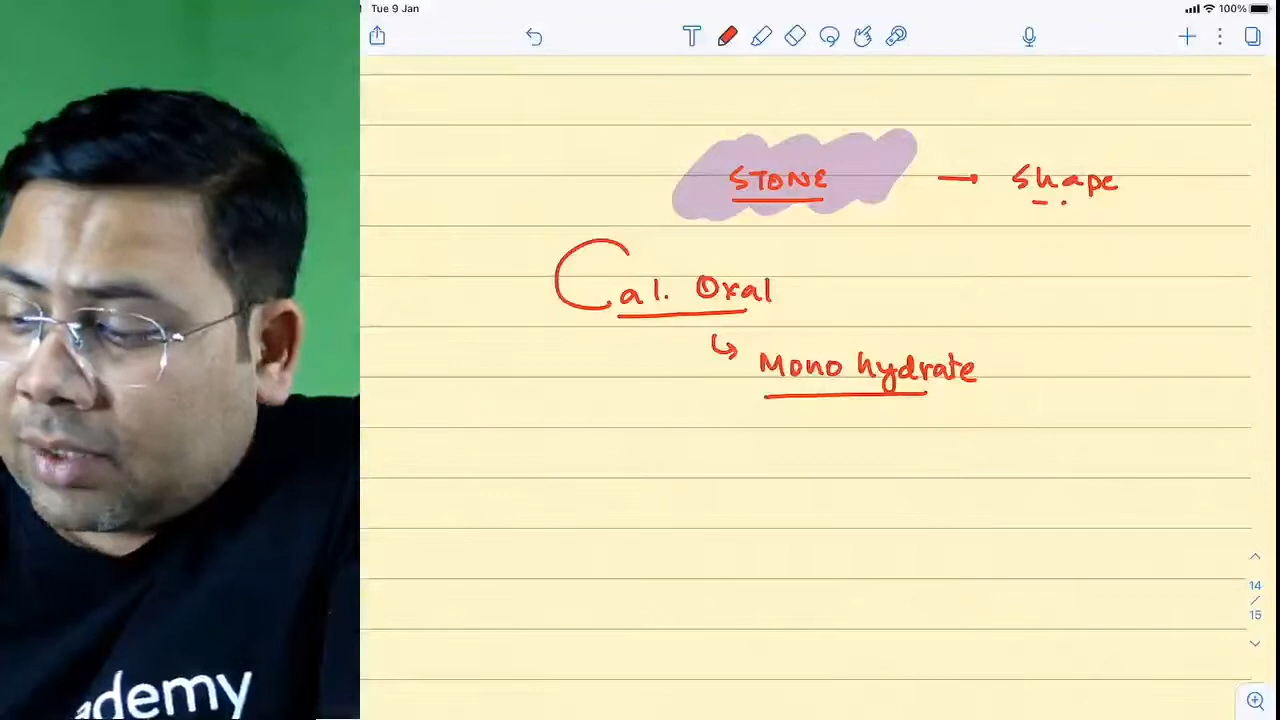 Tue 9 Jan
100%
STONE → Shape
Cal. Oxal
↳ Mono hydrate
14
/
15
ademy